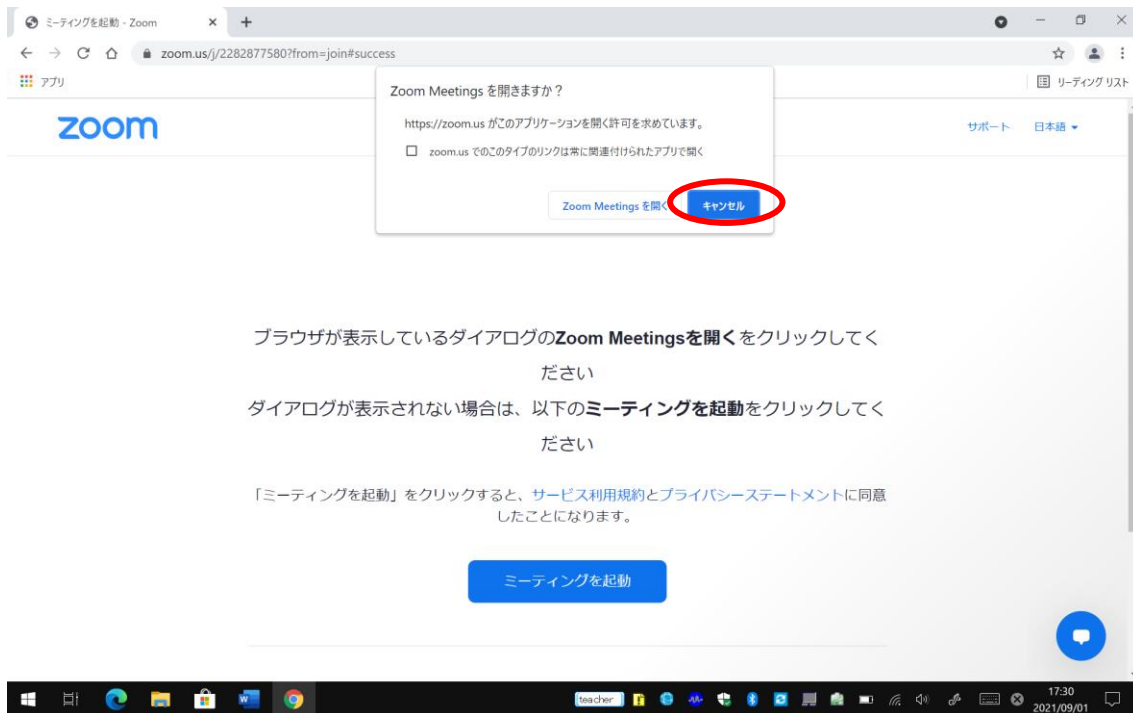 ミーティングを起動 - Zoom
zoom.us/j/2282877580?from=join#success
アプリ
リーディング リスト
Zoom Meetings を開きますか？
https://zoom.us がこのアプリケーションを開く許可を求めています。
zoom.us でのこのタイプのリンクは常に関連付けられたアプリで開く
Zoom Meetings を開く
キャンセル
zoom
サポート
日本語
ブラウザが表示しているダイアログのZoom Meetingsを開くをクリックしてく
ださい
ダイアログが表示されない場合は、以下のミーティングを起動をクリックしてく
ださい
「ミーティングを起動」をクリックすると、サービス利用規約とプライバシーステートメントに同意
したことになります。
ミーティングを起動
teacher
17:30
2021/09/01